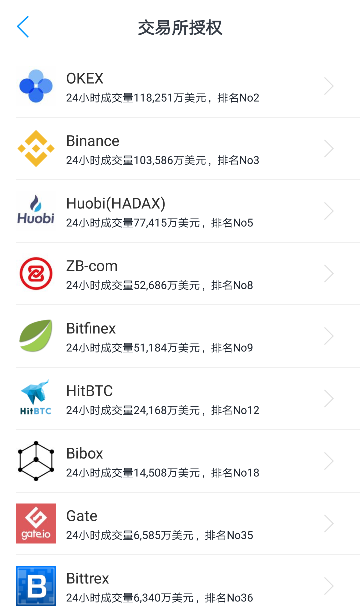 交易所授权
OKEX
24小时成交量118,251万美元，排名No2
Binance
24小时成交量103,586万美元，排名No3
Huobi
Huobi(HADAX)
24小时成交量77,415万美元，排名No5
ZB-com
24小时成交量52,686万美元，排名No8
Bitfinex
24小时成交量51,184万美元，排名No9
HitBTC
HitBTC
24小时成交量24,168万美元，排名No12
Bibox
24小时成交量14,508万美元，排名No18
gate.io
Gate
24小时成交量6,585万美元，排名No35
B
Bittrex
24小时成交量6,340万美元，排名No36